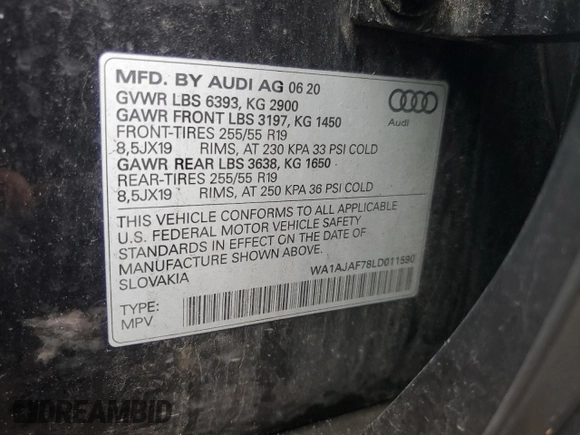 MFD. BY AUDI AG 06 20
GVWR LBS 6393, KG 2900
GAWR FRONT LBS 3197, KG 1450
FRONT-TIRES 255/55 R19
8,5JX19 RIMS, AT 230 KPA 33 PSI COLD
GAWR REAR LBS 3638, KG 1650
REAR-TIRES 255/55 R19
8,5JX19 RIMS, AT 250 KPA 36 PSI COLD
Audi
THIS VEHICLE CONFORMS TO ALL APPLICABLE
U.S. FEDERAL MOTOR VEHICLE SAFETY
STANDARDS IN EFFECT ON THE DATE OF
MANUFACTURE SHOWN ABOVE.
SLOVAKIA
WA1AJAF78LD011590
TYPE:
MPV
DREAMBID